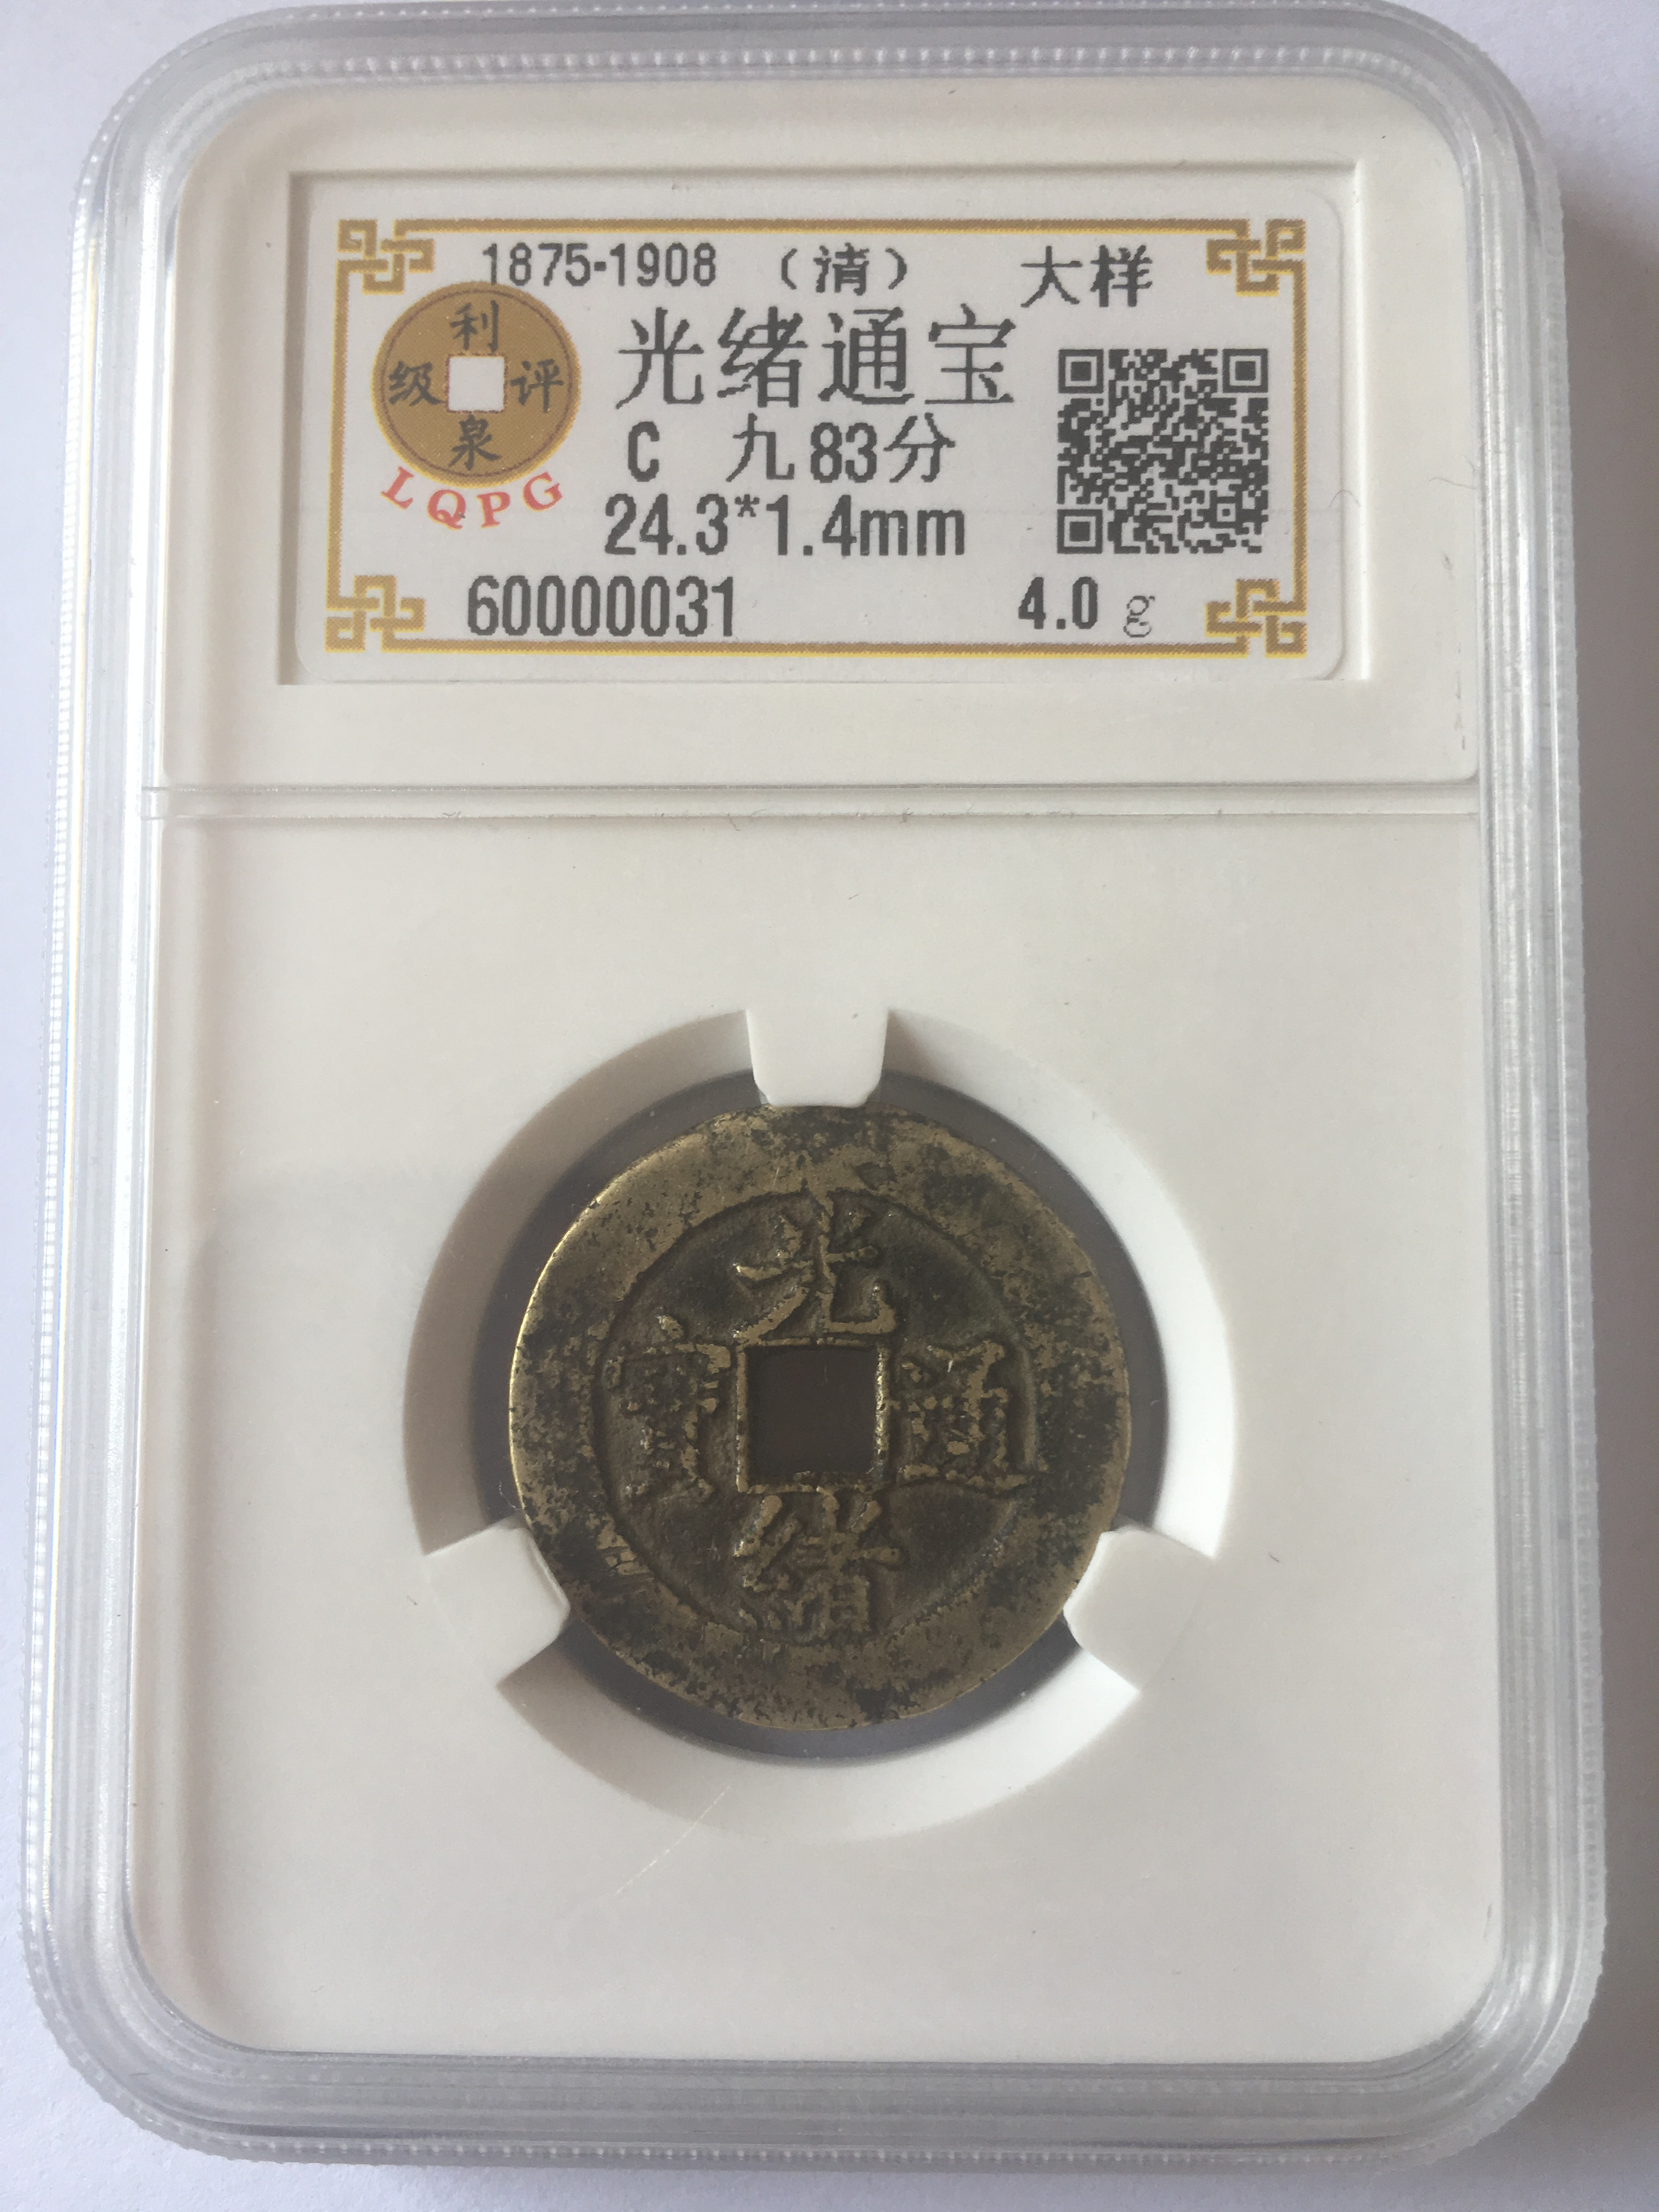 1875-1908 （清） 大样
利泉评级
LQPG
光绪通宝
C 九83分
24.3*1.4mm
60000031 4.0 g
光緒通寶